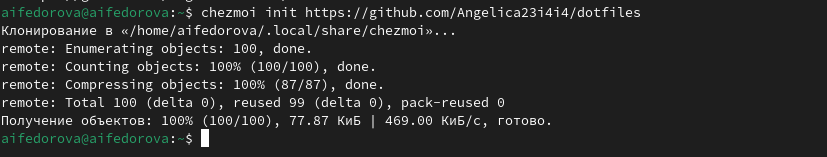 aifedorova@aifedorova:~$ chezmoi init https://github.com/Angelica23i4i4/dotfiles
Клонирование в «/home/aifedorova/.local/share/chezmoi»...
remote: Enumerating objects: 100, done.
remote: Counting objects: 100% (100/100), done.
remote: Compressing objects: 100% (87/87), done.
remote: Total 100 (delta 0), reused 99 (delta 0), pack-reused 0
Получение объектов: 100% (100/100), 77.87 КиБ | 469.00 КиБ/с, готово.
aifedorova@aifedorova:~$